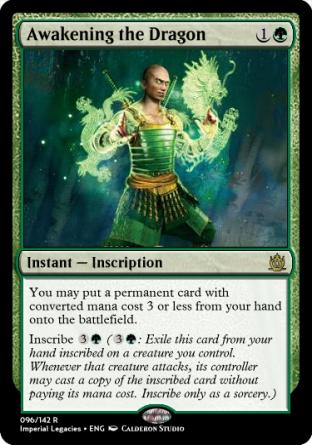 Awakening the Dragon 1
Instant — Inscription
You may put a permanent card with
converted mana cost 3 or less from your hand
onto the battlefield.
Inscribe 3 ( 3 : Exile this card from your
hand inscribed on a creature you control.
Whenever that creature attacks, its controller
may cast a copy of the inscribed card without
paying its mana cost. Inscribe only as a sorcery.)
096/142 R
Imperial Legacies • ENG Calderon Studio